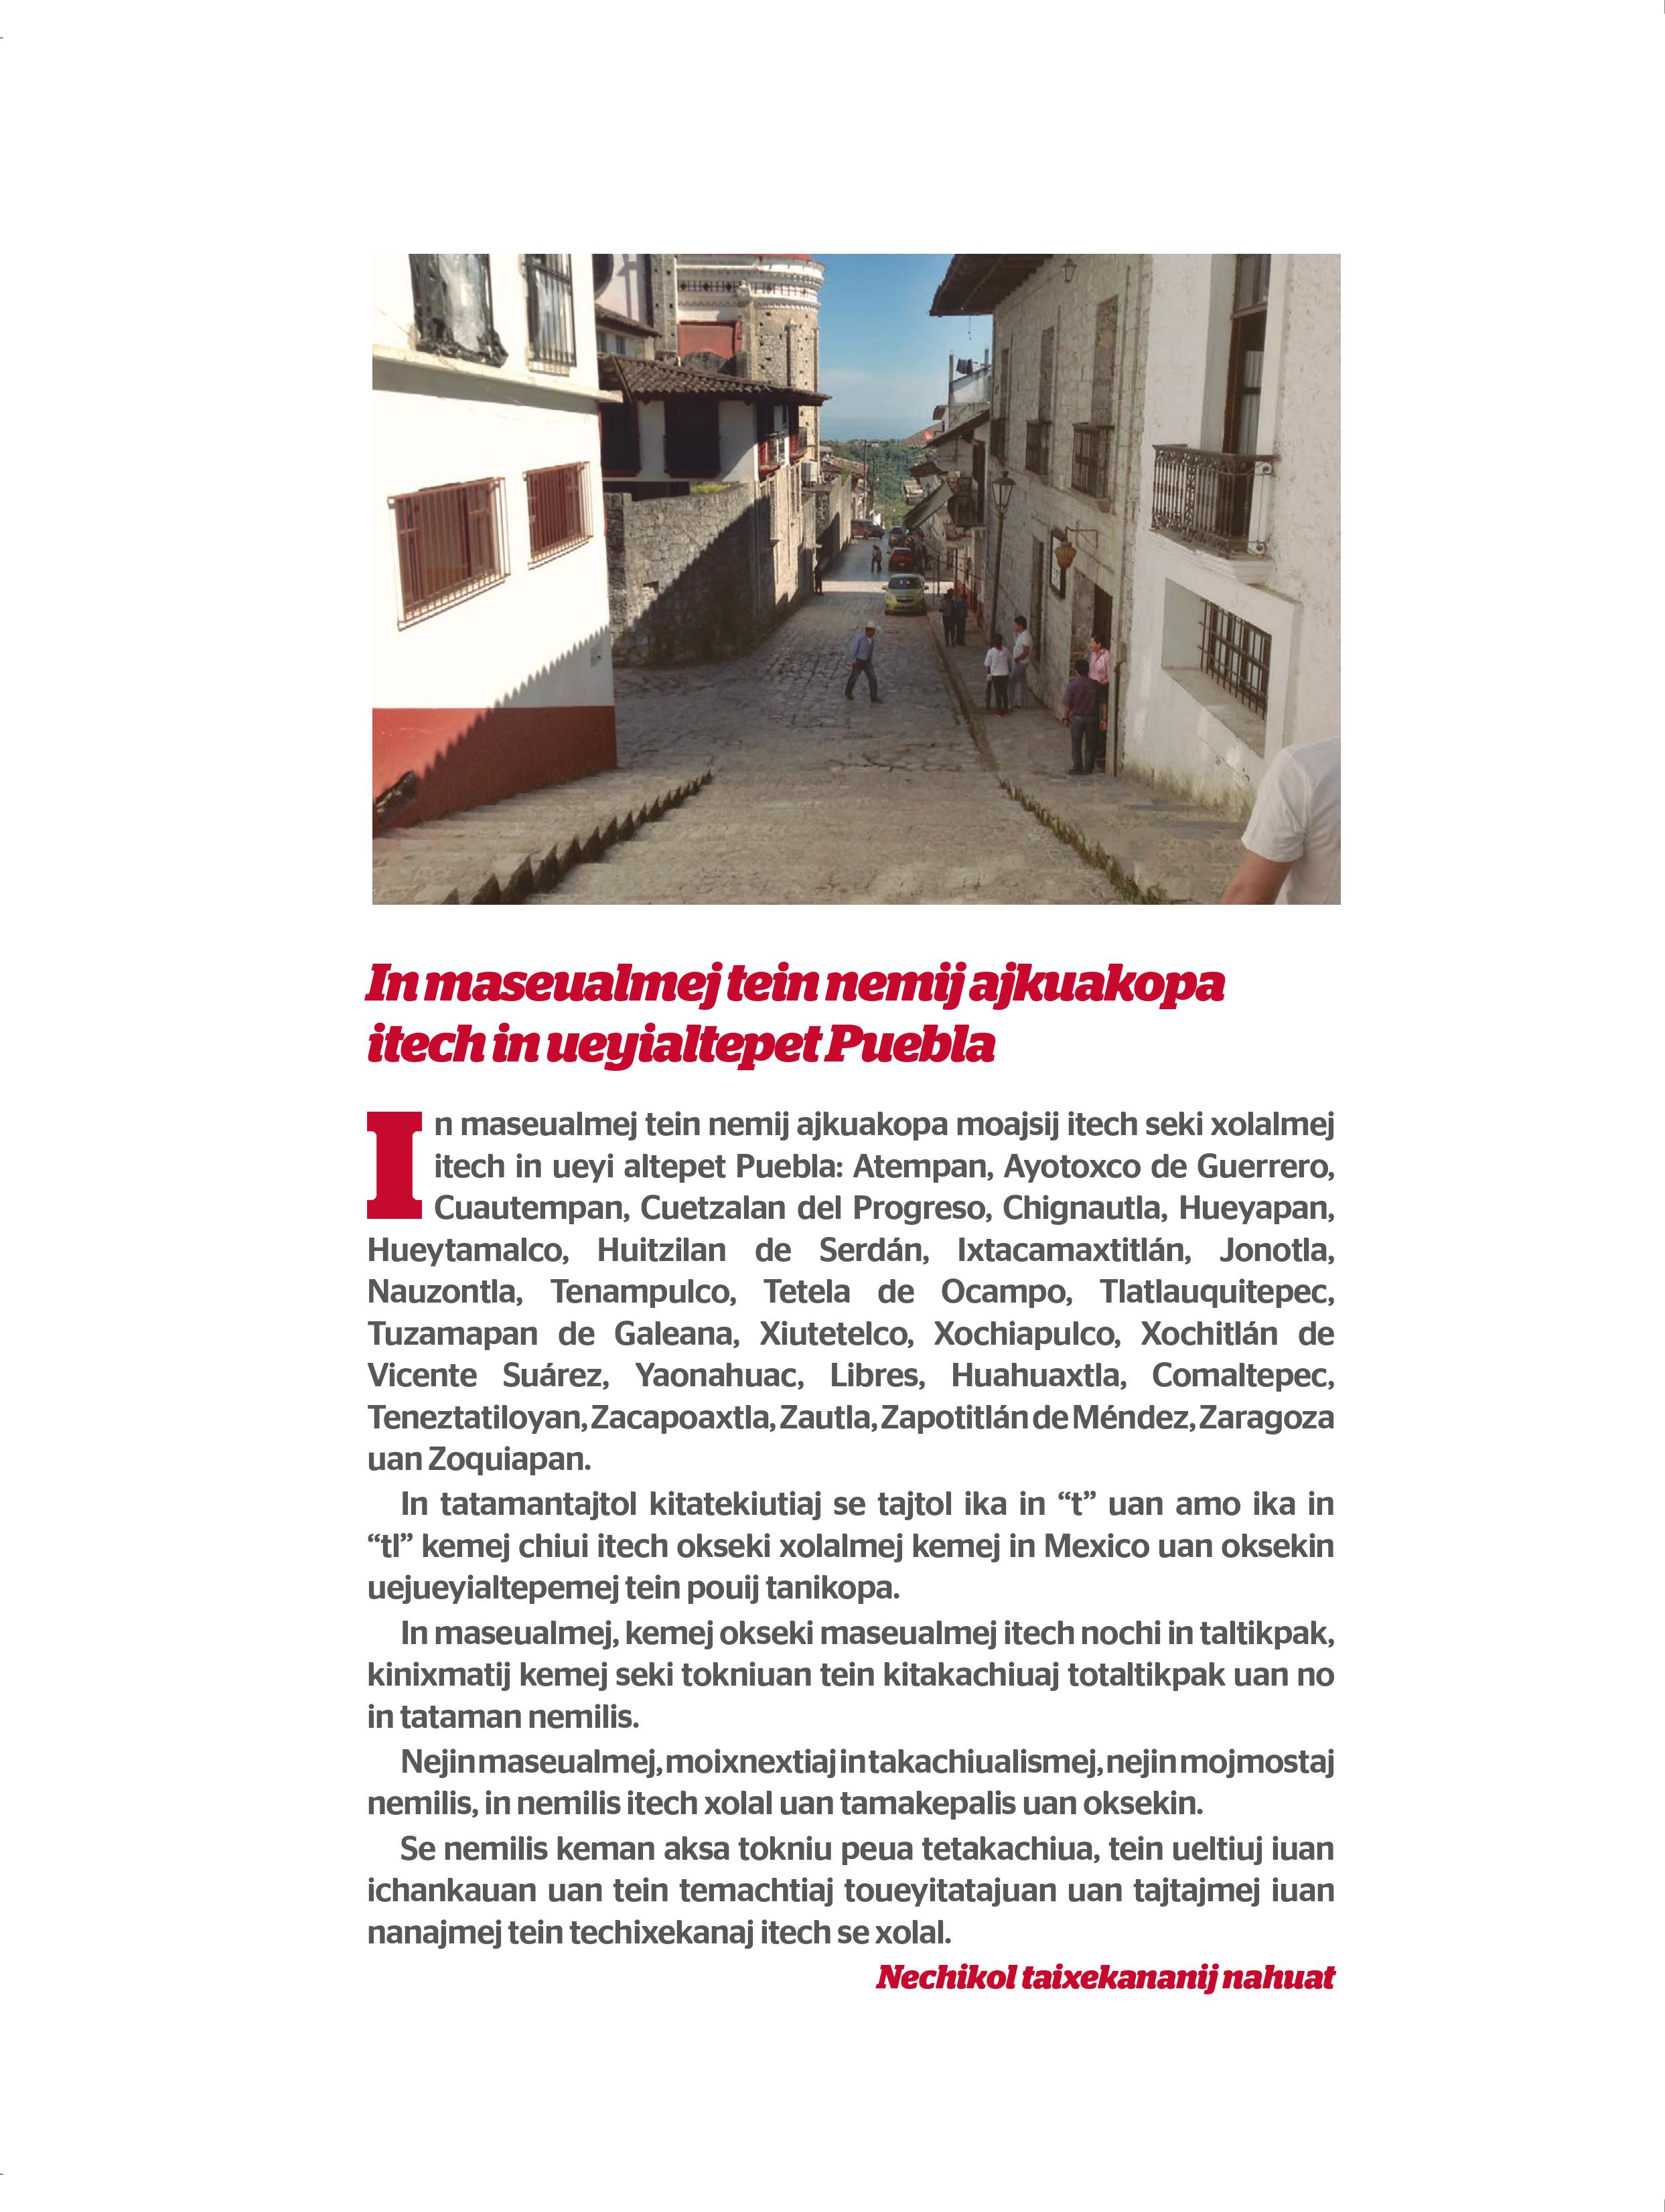 In maseualmej tein nemij ajkuakopa
itech in ueyialtepet Puebla
In maseualmej tein nemij ajkuakopa moajsij itech seki xolalmej
itech in ueyi altepet Puebla: Atempan, Ayotoxco de Guerrero,
Cuautempan, Cuetzalan del Progreso, Chignautla, Hueyapan,
Hueytamalco, Huitzilan de Serdán, Ixtacamaxtitlán, Jonotla,
Nauzontla, Tenampulco, Tetela de Ocampo, Tlatlauquitepec,
Tuzamapan de Galeana, Xiutetelco, Xochiapulco, Xochitlán de
Vicente Suárez, Yaonahuac, Libres, Huahuaxtla, Comaltepec,
Teneztatiloyan, Zacapoaxtla, Zautla, Zapotitlán de Méndez, Zaragoza
uan Zoquiapan.
In tatamantajtol kitatekiutiaj se tajtol ika in “t” uan amo ika in
“tl” kemej chiui itech okseki xolalmej kemej in Mexico uan oksekin
uejueyialtepemej tein pouij tanikopa.
In maseualmej, kemej okseki maseualmej itech nochi in taltikpak,
kinixmatij kemej seki tokniuan tein kitakachiuaj totaltikpak uan no
in tataman nemilis.
Nejin maseualmej, moixnextiaj in takachiualismej, nejin mojmostaj
nemilis, in nemilis itech xolal uan tamakepalis uan oksekin.
Se nemilis keman aksa tokniu peua tetakachiua, tein ueltiuj iuan
ichankauan uan tein temachtiaj toueyitatajuan uan tajtajmej iuan
nanajmej tein techixekanaj itech se xolal.
Nechikol taixekananij nahuat